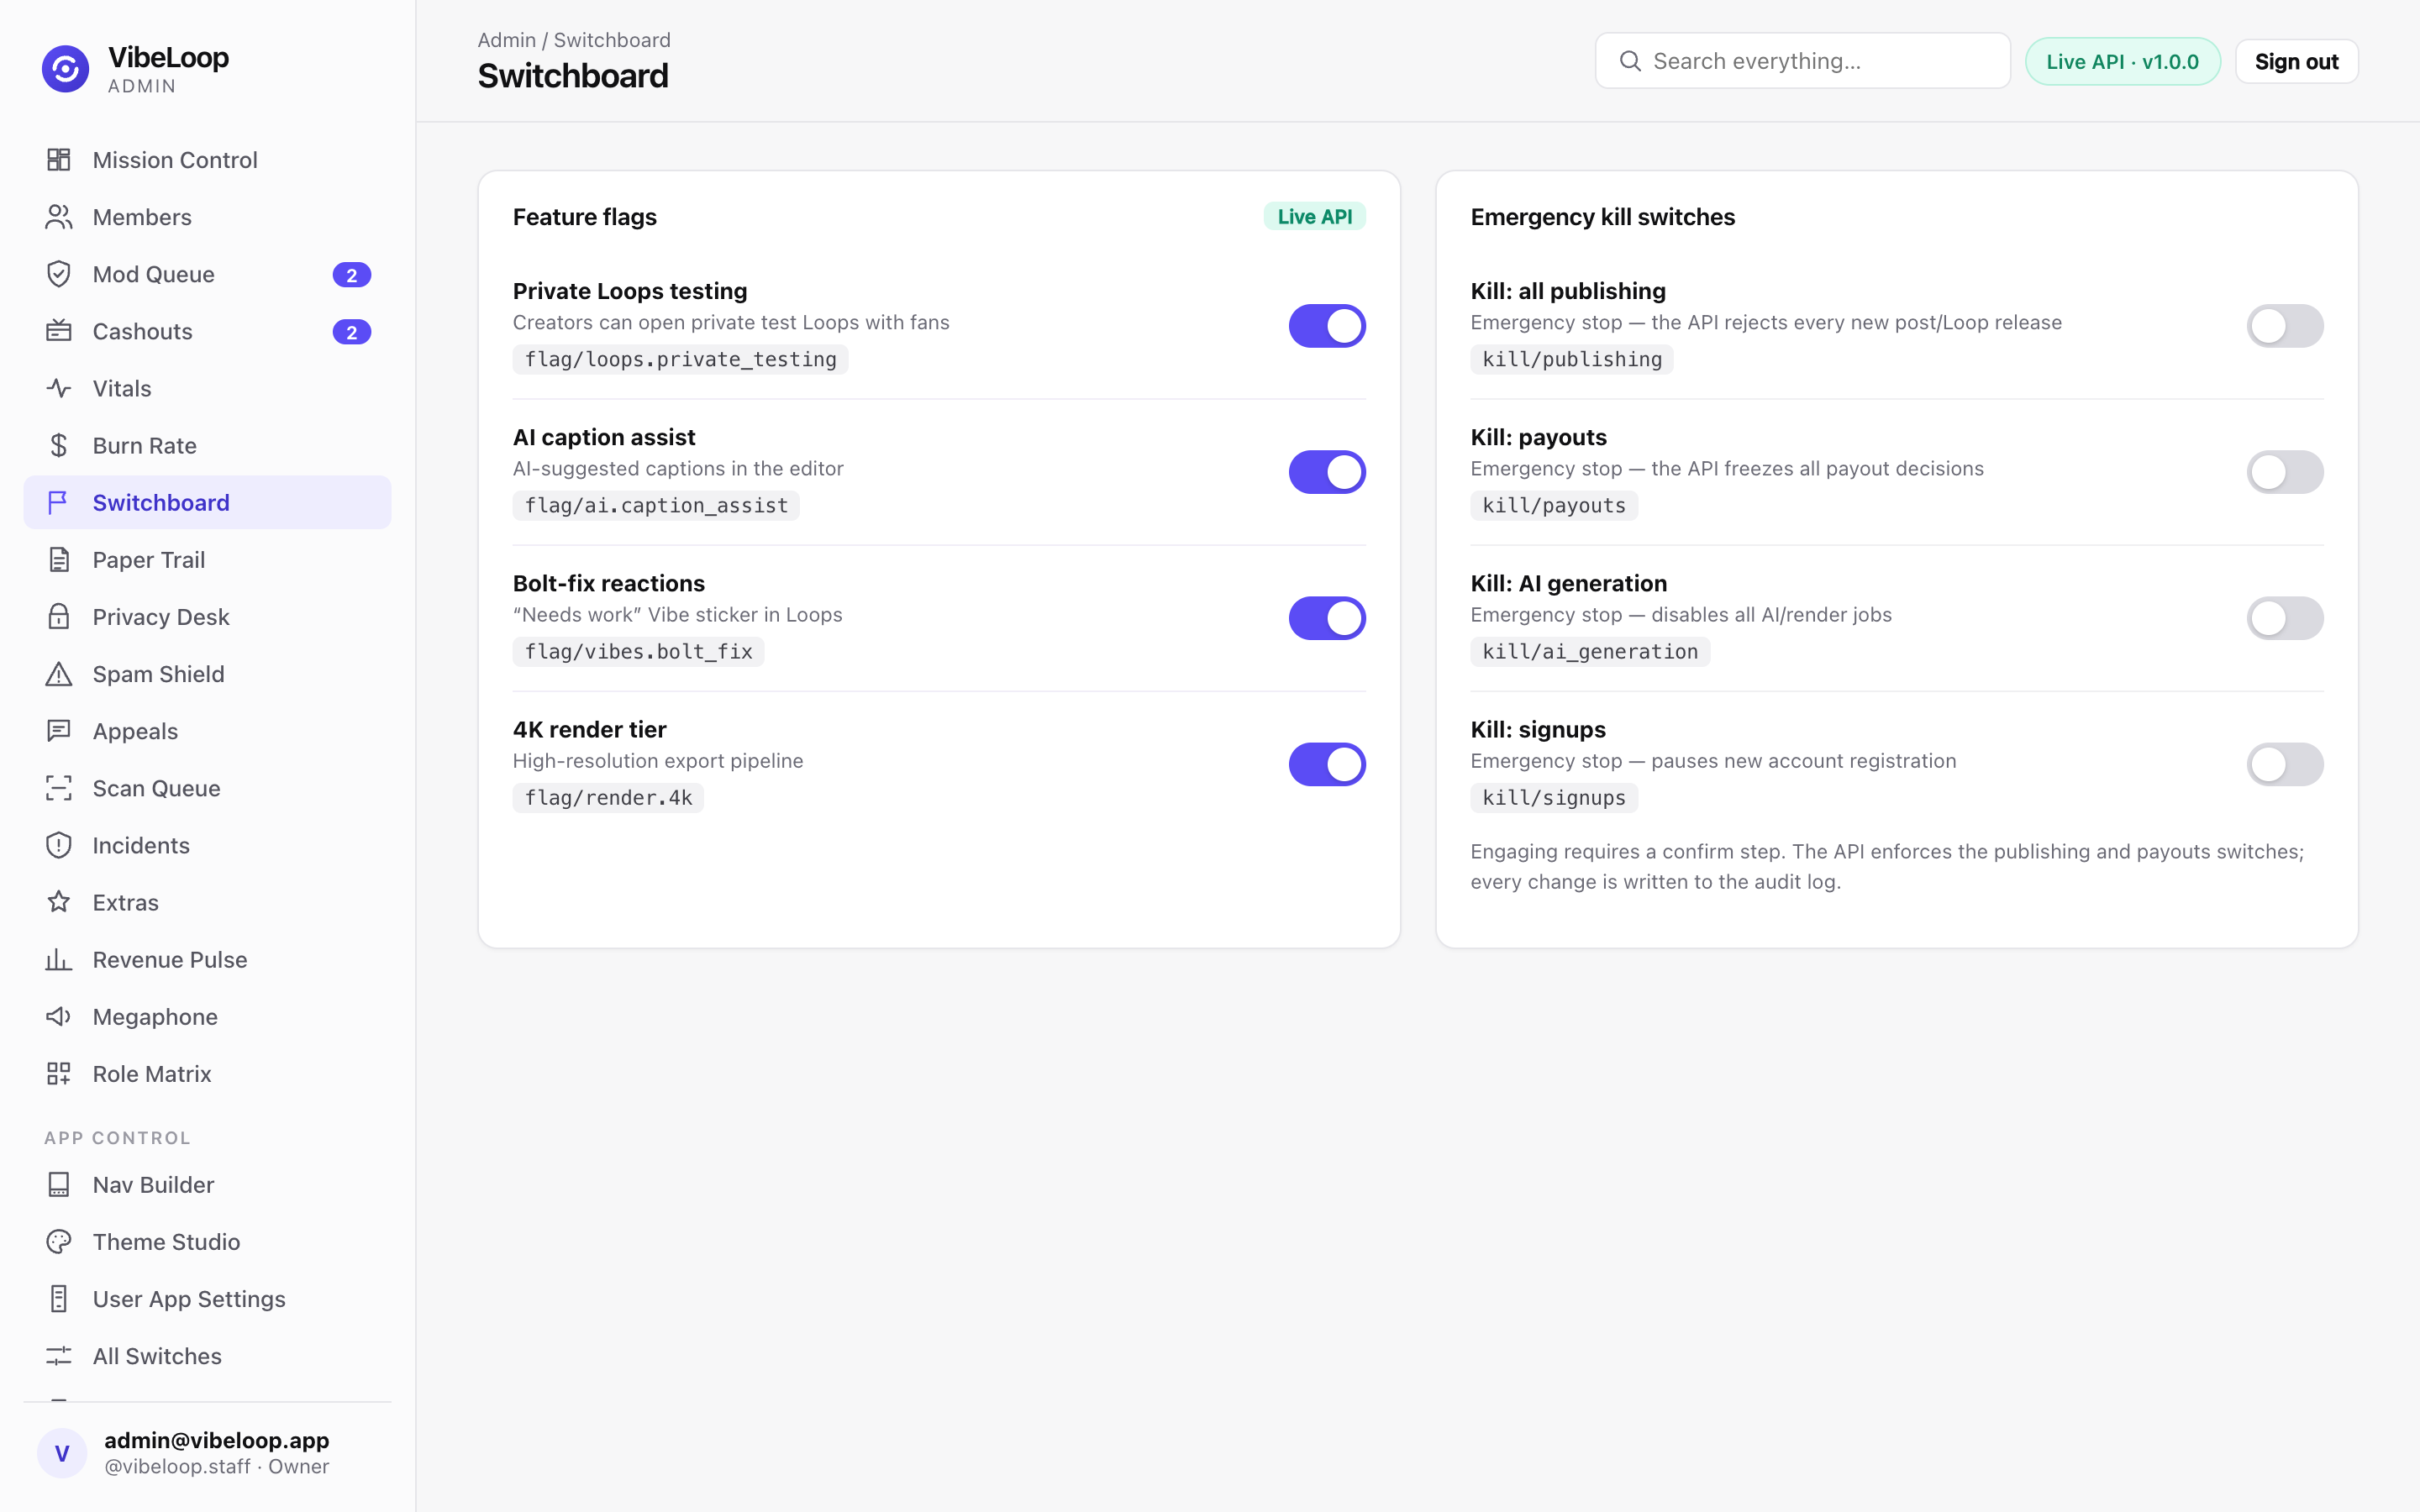 VibeLoop
ADMIN
Mission Control
Members
Mod Queue 2
Cashouts 2
Vitals
Burn Rate
Switchboard
Paper Trail
Privacy Desk
Spam Shield
Appeals
Scan Queue
Incidents
Extras
Revenue Pulse
Megaphone
Role Matrix
APP CONTROL
Nav Builder
Theme Studio
User App Settings
All Switches
V
admin@vibeloop.app
@vibeloop.staff · Owner
Admin / Switchboard
Switchboard
Search everything...
Live API · v1.0.0
Sign out
Feature flags
Live API
Private Loops testing
Creators can open private test Loops with fans
flag/loops.private_testing
AI caption assist
AI-suggested captions in the editor
flag/ai.caption_assist
Bolt-fix reactions
“Needs work” Vibe sticker in Loops
flag/vibes.bolt_fix
4K render tier
High-resolution export pipeline
flag/render.4k
Emergency kill switches
Kill: all publishing
Emergency stop — the API rejects every new post/Loop release
kill/publishing
Kill: payouts
Emergency stop — the API freezes all payout decisions
kill/payouts
Kill: AI generation
Emergency stop — disables all AI/render jobs
kill/ai_generation
Kill: signups
Emergency stop — pauses new account registration
kill/signups
Engaging requires a confirm step. The API enforces the publishing and payouts switches;
every change is written to the audit log.